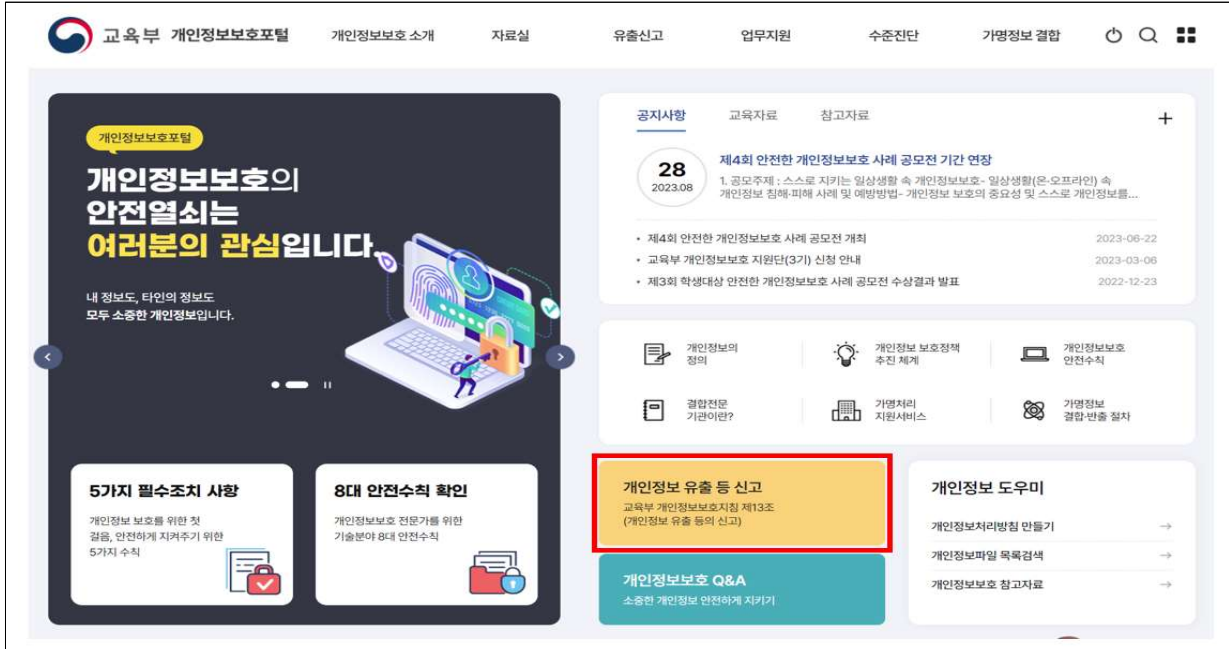 교육부 개인정보보호포털
개인정보보호 소개
자료실
유출신고
업무지원
수준진단
가명정보 결합
개인정보보호포털
개인정보보호의
안전열쇠는
여러분의 관심입니다.
내 정보도, 타인의 정보도
모두 소중한 개인정보입니다.
5가지 필수조치 사항
개인정보 보호를 위한 첫
걸음, 안전하게 지켜주기 위한
5가지 수칙
8대 안전수칙 확인
개인정보보호 전문가를 위한
기술분야 8대 안전수칙
공지사항
교육자료
참고자료
28
2023.08
제4회 안전한 개인정보보호 사례 공모전 기간 연장
1. 공모주제 : 스스로 지키는 일상생활 속 개인정보보호- 일상생활(온·오프라인) 속
개인정보 침해·피해 사례 및 예방방법- 개인정보 보호의 중요성 및 스스로 개인정보를...
제4회 안전한 개인정보보호 사례 공모전 개최 2023-06-22
교육부 개인정보보호 지원단(3기) 신청 안내 2023-03-06
제3회 학생대상 안전한 개인정보보호 사례 공모전 수상결과 발표 2022-12-23
개인정보의
정의
개인정보 보호정책
추진 체계
개인정보보호
안전수칙
결합전문
기관이란?
가명처리
지원서비스
가명정보
결합·반출 절차
개인정보 유출 등 신고
교육부 개인정보보호지침 제13조
(개인정보 유출 등의 신고)
개인정보보호 Q&A
소중한 개인정보 안전하게 지키기
개인정보 도우미
개인정보처리방침 만들기
개인정보파일 목록검색
개인정보보호 참고자료